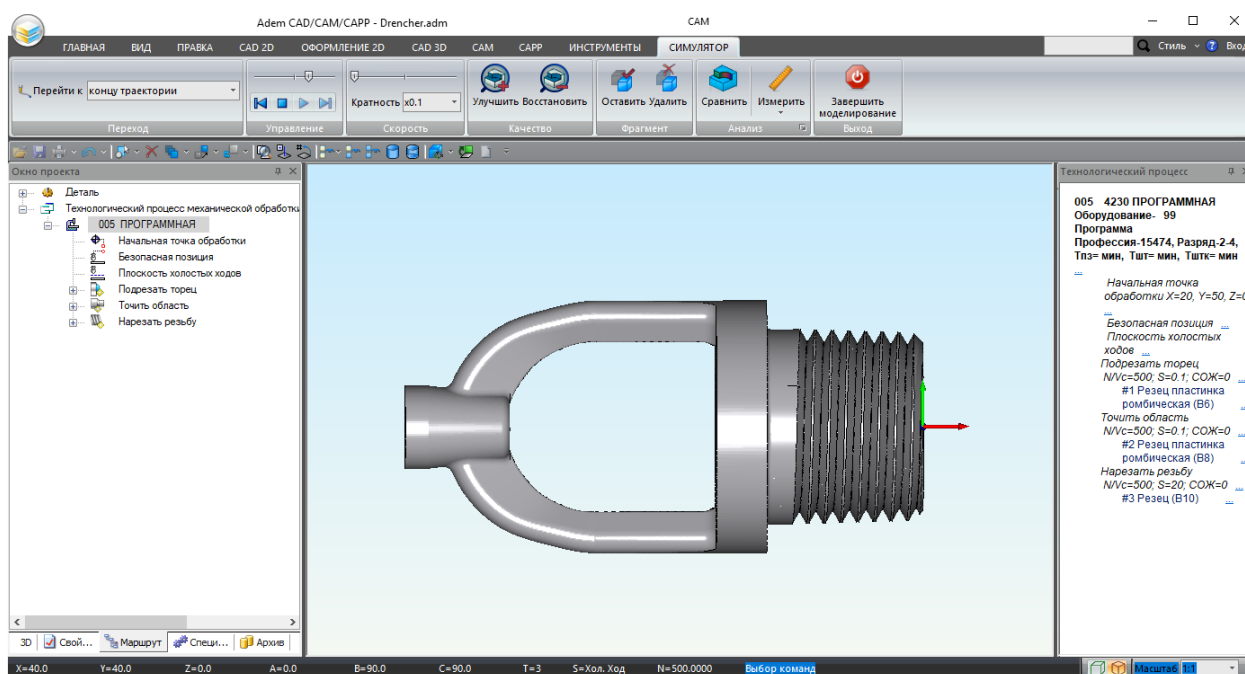 Adem CAD/CAM/CAPP - Drencher.adm CAM
ГЛАВНАЯ ВИД ПРАВКА CAD 2D ОФОРМЛЕНИЕ 2D CAD 3D CAM CAPP ИНСТРУМЕНТЫ СИМУЛЯТОР Стиль ? Вход
Перейти к концу траектории
Кратность x0.1
Улучшить Восстановить
Оставить Удалить
Сравнить Измерить
Завершить
моделирование
Переход Управление Скорость Качество Фрагмент Анализ Выход
Окно проекта
Деталь
Технологический процесс механической обработки
005 ПРОГРАММНАЯ
Начальная точка обработки
Безопасная позиция
Плоскость холостых ходов
Подрезать торец
Точить область
Нарезать резьбу
3D Свой... Маршрут Специ... Архив
Технологический процесс
005 4230 ПРОГРАММНАЯ
Оборудование- 99
Программа
Профессия-15474, Разряд-2-4,
Тпз= мин, Тшт= мин, Тштк= мин
...
Начальная точка
обработки X=20, Y=50, Z=0
...
Безопасная позиция ...
Плоскость холостых
ходов ...
Подрезать торец
N/Vc=500; S=0.1; СОЖ=0 ...
#1 Резец пластинка
ромбическая (B6) ...
Точить область
N/Vc=500; S=0.1; СОЖ=0 ...
#2 Резец пластинка
ромбическая (B8) ...
Нарезать резьбу
N/Vc=500; S=20; СОЖ=0 ...
#3 Резец (B10) ...
X=40.0 Y=40.0 Z=0.0 A=0.0 B=90.0 C=90.0 T=3 S=Хол. Ход N=500.0000 Выбор команд Масштаб 1:1